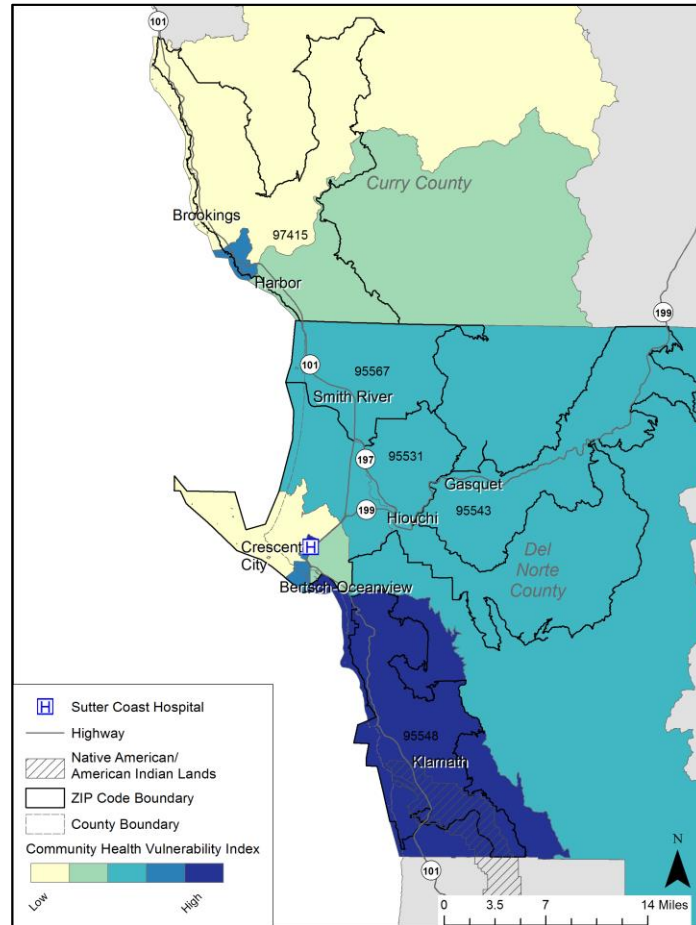 101
Curry County
Brookings
97415
Harbor
199
95567
101
Smith River
197
95531
Gasquet
199
Hiouchi
95543
Crescent
City
H
Del
Norte
County
Bertsch-Oceanview
95548
Klamath
101
H Sutter Coast Hospital
Highway
Native American/
American Indian Lands
ZIP Code Boundary
County Boundary
Community Health Vulnerability Index
Low
High
N
0 3.5 7 14 Miles